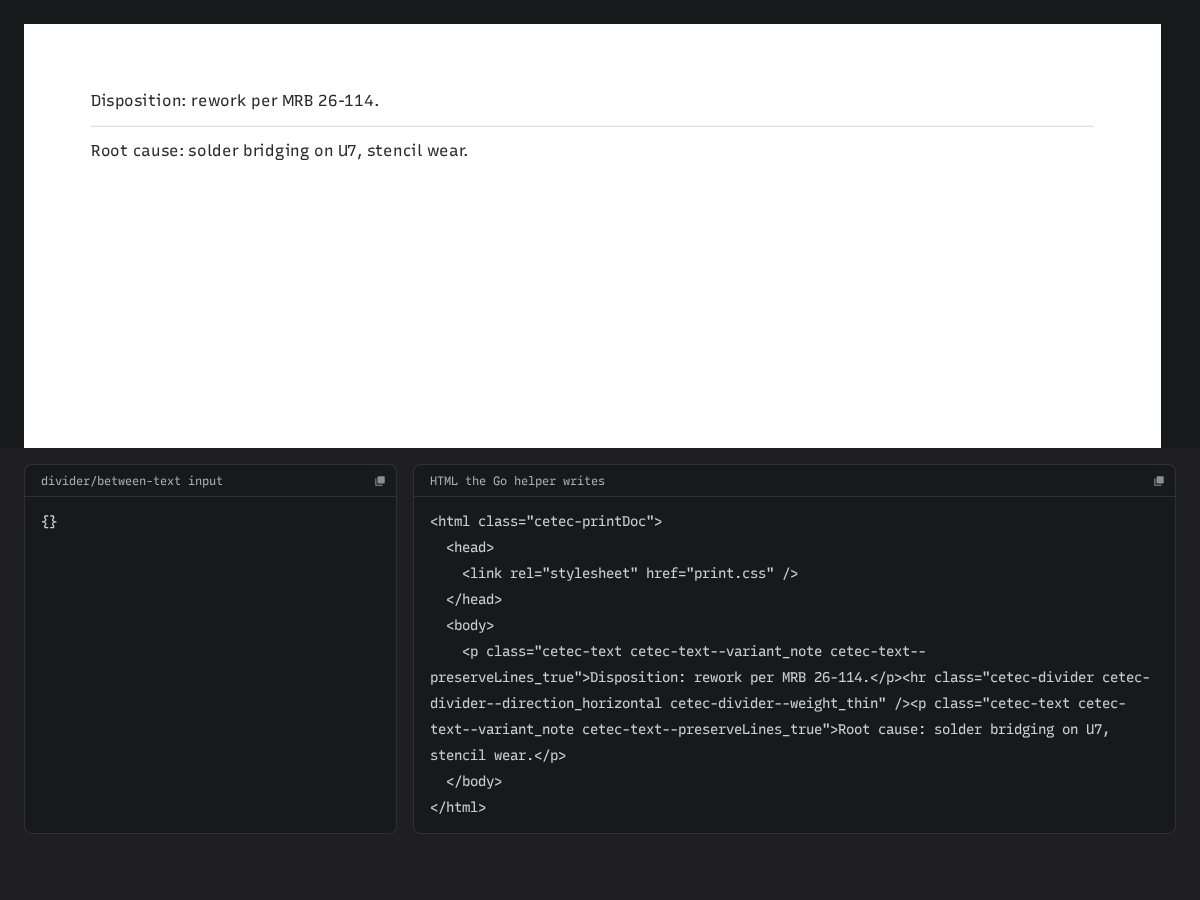 Disposition: rework per MRB 26-114.
Root cause: solder bridging on U7, stencil wear.
divider/between-text input
{}
HTML the Go helper writes
<html class="cetec-printDoc">
  <head>
    <link rel="stylesheet" href="print.css" />
  </head>
  <body>
    <p class="cetec-text cetec-text--variant_note cetec-text--
preserveLines_true">Disposition: rework per MRB 26-114.</p><hr class="cetec-divider cetec-
divider--direction_horizontal cetec-divider--weight_thin" /><p class="cetec-text cetec-
text--variant_note cetec-text--preserveLines_true">Root cause: solder bridging on U7,
stencil wear.</p>
  </body>
</html>